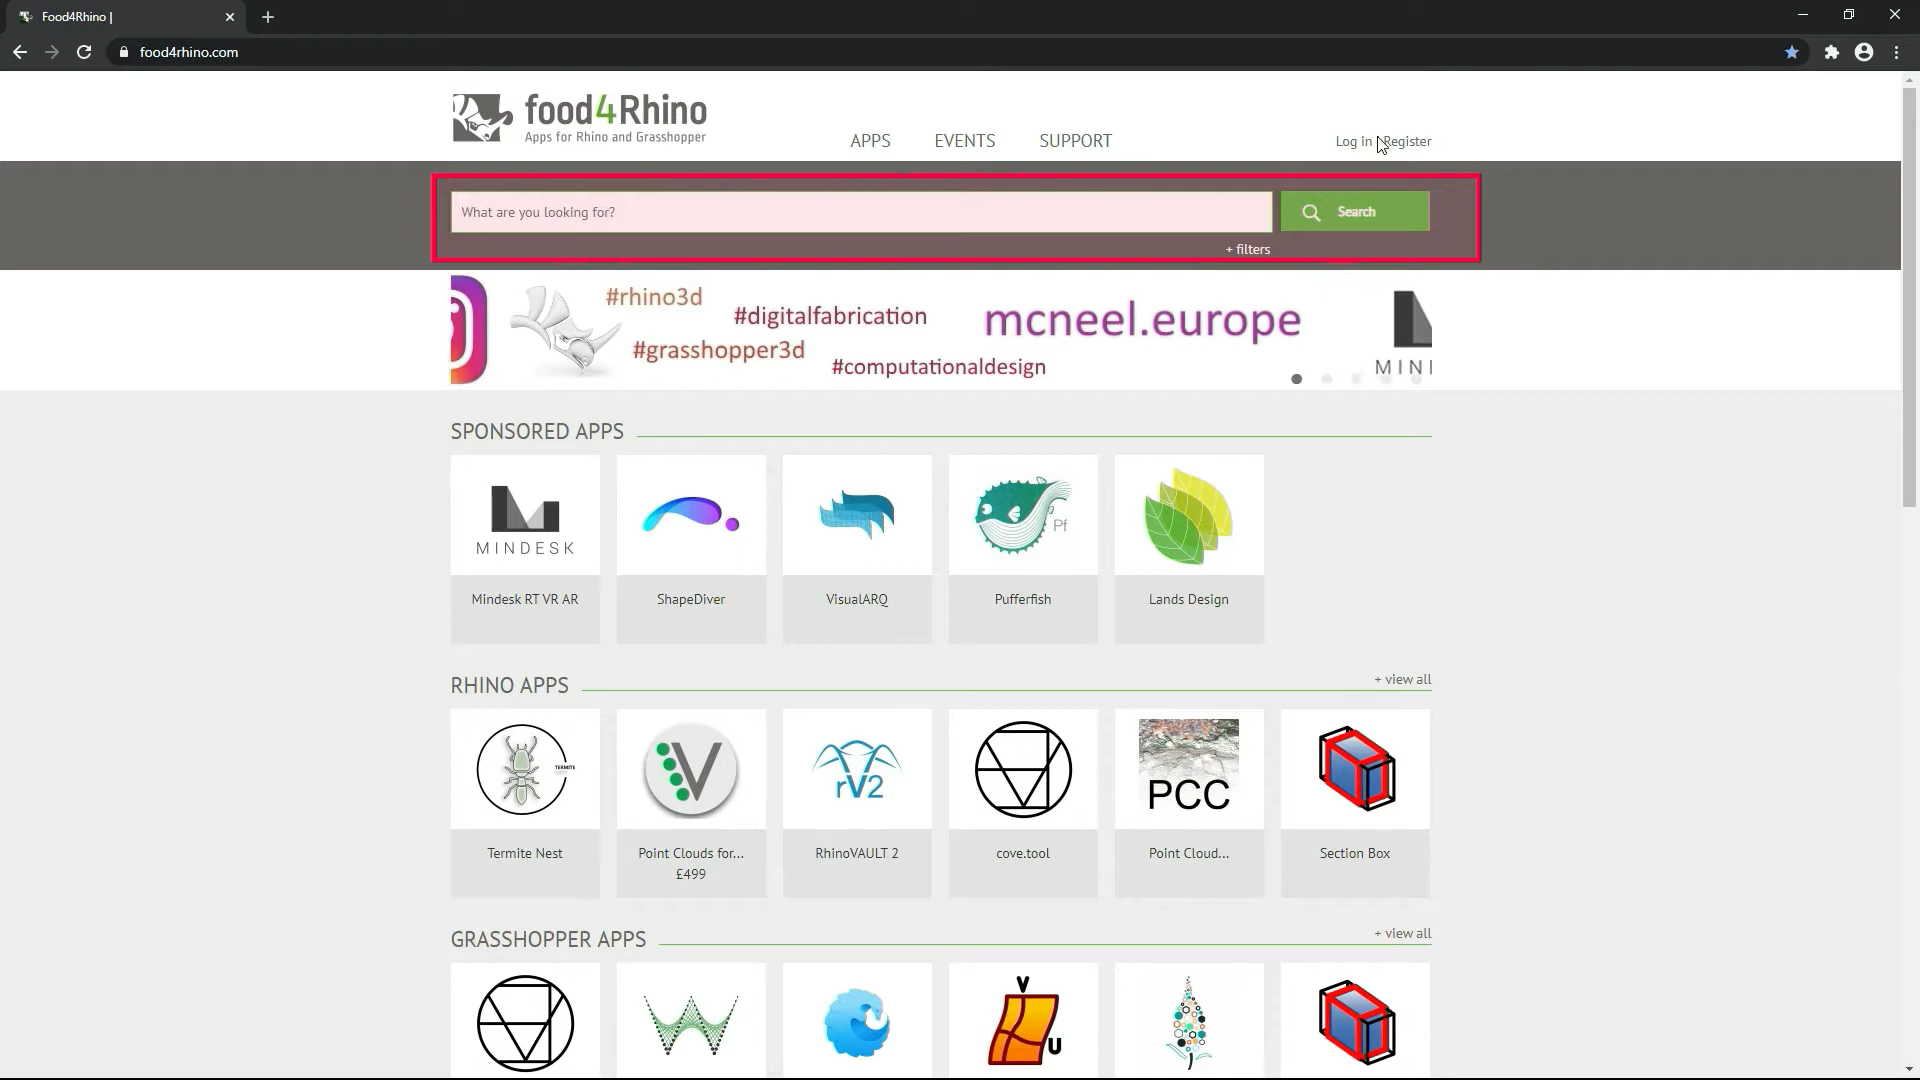 Food4Rhino |
food4rhino.com
food4Rhino
Apps for Rhino and Grasshopper
APPS EVENTS SUPPORT
Log in Register
What are you looking for?
Search
+ filters
#rhino3d
#digitalfabrication
mcneel.europe
#grasshopper3d
#computationaldesign
MIND
SPONSORED APPS
MINDESK
Pf
Mindesk RT VR AR
ShapeDiver
VisualARQ
Pufferfish
Lands Design
RHINO APPS
+ view all
TERMITE
V
rV2
PCC
Termite Nest
Point Clouds for...
£499
RhinoVAULT 2
cove.tool
Point Cloud...
Section Box
GRASSHOPPER APPS
+ view all
V
U